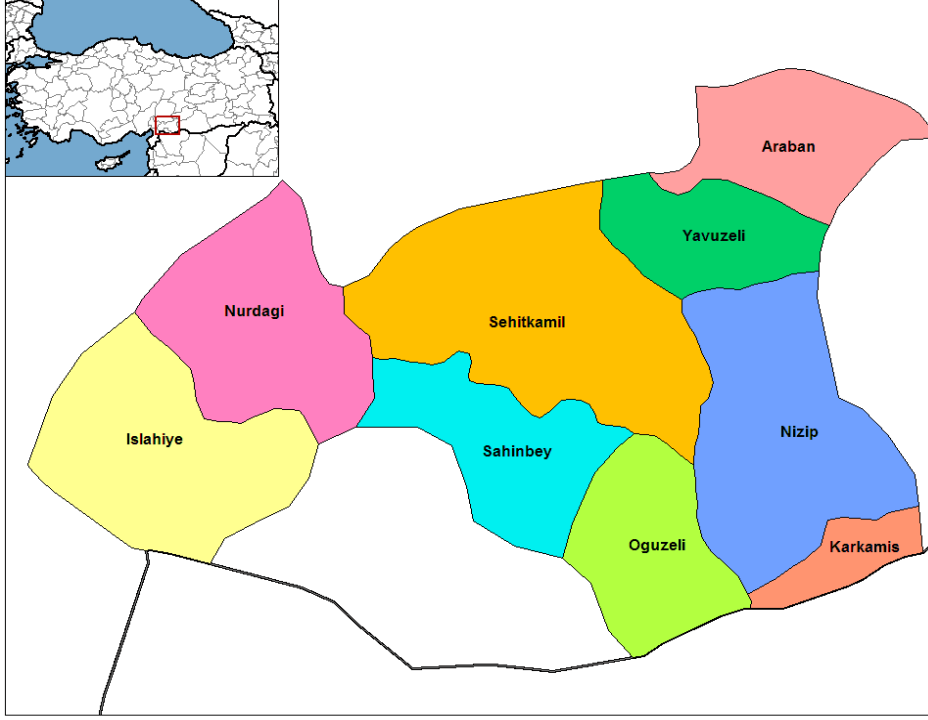 Araban
Yavuzeli
Nurdagi
Sehitkamil
Islahiye
Sahinbey
Nizip
Oguzeli
Karkamis